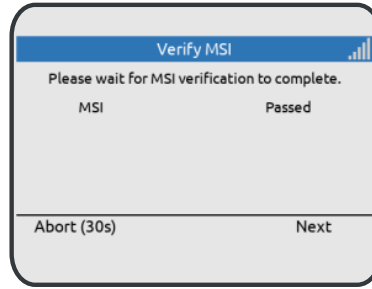 Verify MSI
Please wait for MSI verification to complete.
MSI Passed
Abort (30s) Next